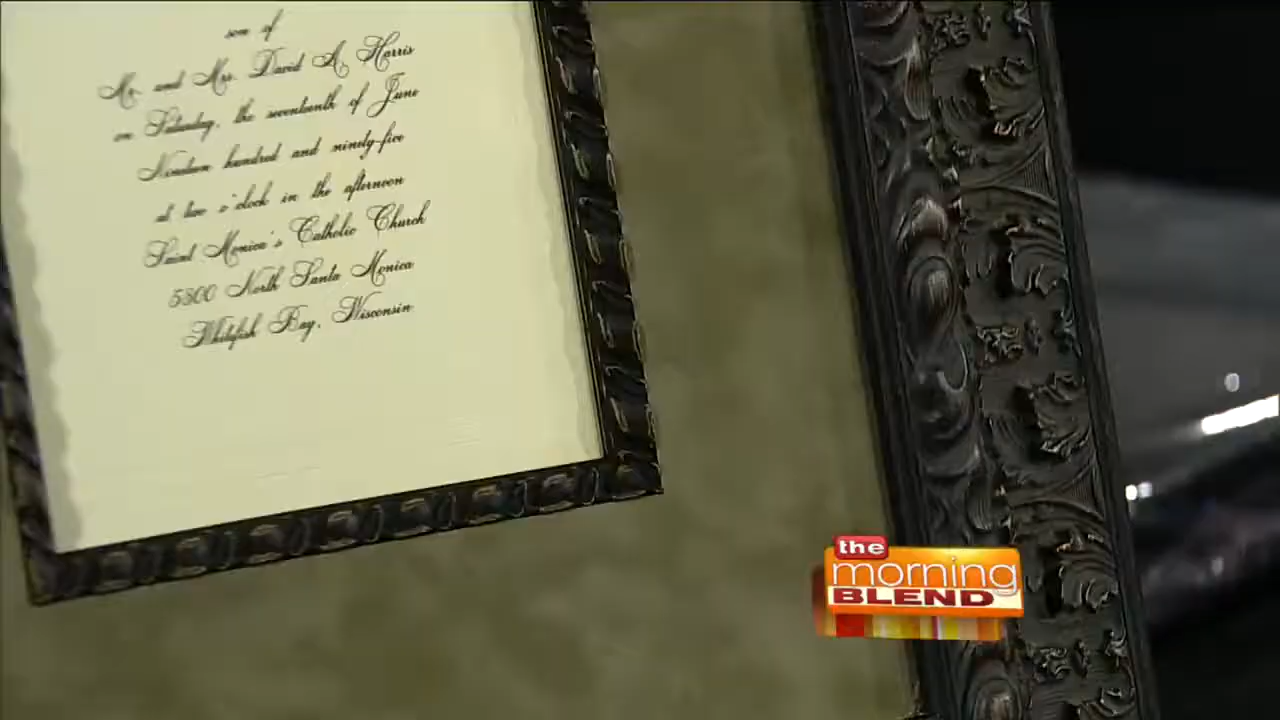 son of
Mr. and Mrs. David A. Harris
on Saturday, the seventeenth of June
Nineteen hundred and ninety-five
at two o'clock in the afternoon
Saint Monica's Catholic Church
5300 North Santa Monica
Whitefish Bay, Wisconsin
the
morning
BLEND